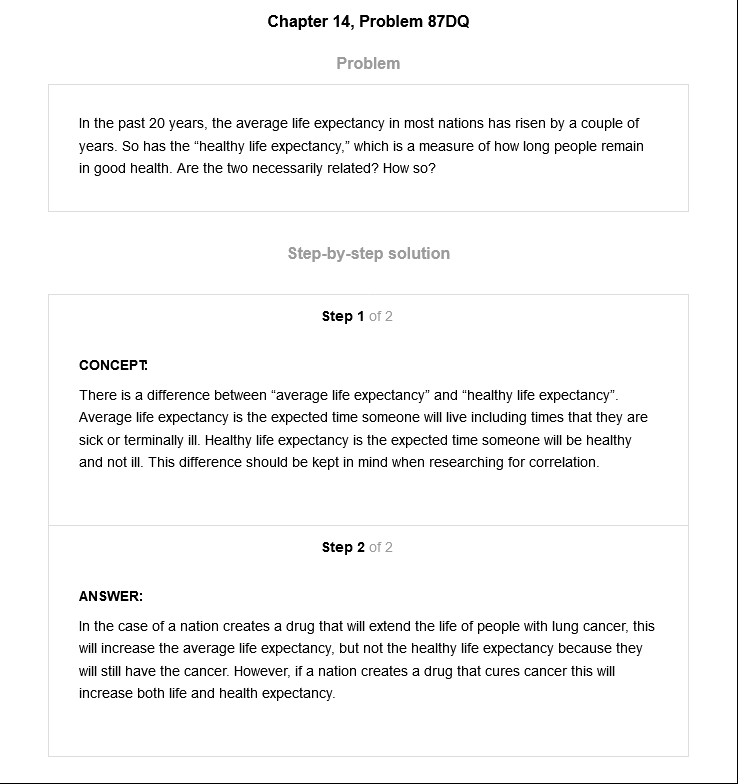 Chapter 14, Problem 87DQ
Problem
In the past 20 years, the average life expectancy in most nations has risen by a couple of
years. So has the “healthy life expectancy,” which is a measure of how long people remain
in good health. Are the two necessarily related? How so?
Step-by-step solution
Step 1 of 2
CONCEPT:
There is a difference between “average life expectancy” and “healthy life expectancy”.
Average life expectancy is the expected time someone will live including times that they are
sick or terminally ill. Healthy life expectancy is the expected time someone will be healthy
and not ill. This difference should be kept in mind when researching for correlation.
Step 2 of 2
ANSWER:
In the case of a nation creates a drug that will extend the life of people with lung cancer, this
will increase the average life expectancy, but not the healthy life expectancy because they
will still have the cancer. However, if a nation creates a drug that cures cancer this will
increase both life and health expectancy.